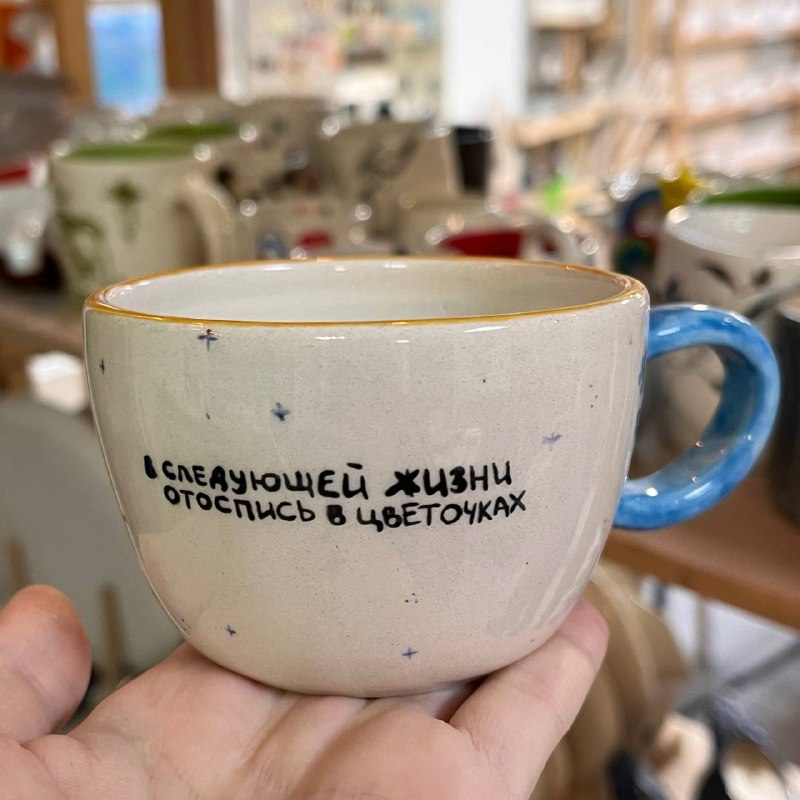 в следующей жизни
отоспись в цветочках